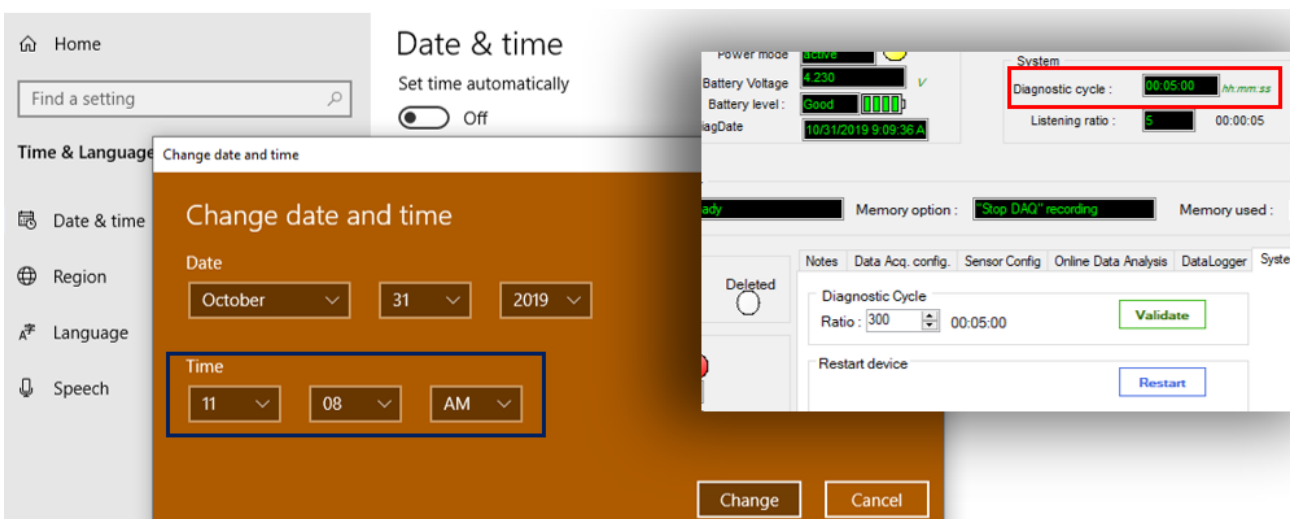 Home
Find a setting
Time & Language
Date & time
Region
Language
Speech
Date & time
Set time automatically
Off
Change date and time
Change date and time
Date
October 31 2019
Time
11 08 AM
Change Cancel
Power mode active
Battery Voltage 4.230 V
Battery level : Good
iagDate 10/31/2019 9:09:36 A
System
Diagnostic cycle : 00:05:00 hh:mm:ss
Listening ratio : 5 00:00:05
ady Memory option : "Stop DAQ" recording Memory used :
Deleted
Notes Data Acq. config. Sensor Config Online Data Analysis DataLogger Syste
Diagnostic Cycle
Ratio : 300 00:05:00 Validate
Restart device
Restart